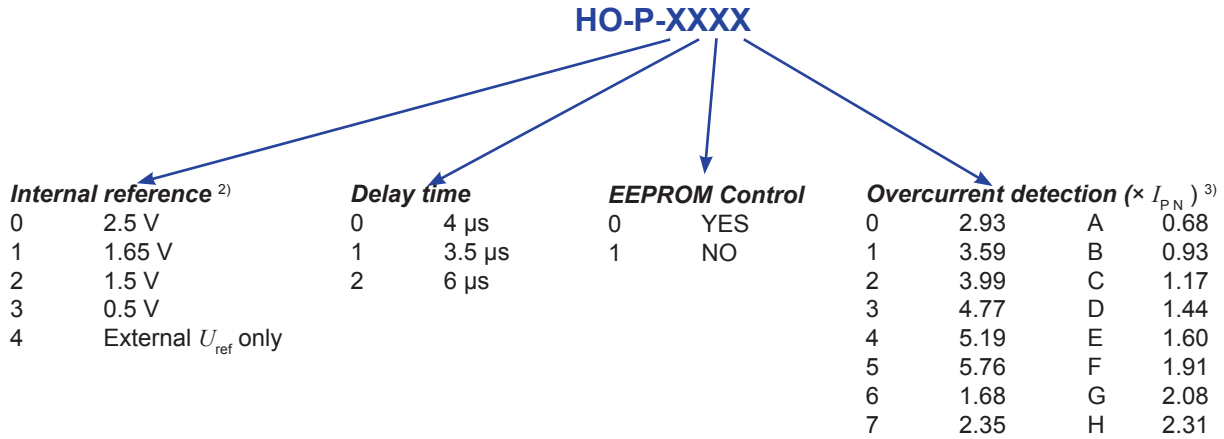 HO-P-XXXX
Internal reference 2)
0 2.5 V
1 1.65 V
2 1.5 V
3 0.5 V
4 External Uref only
Delay time
0 4 µs
1 3.5 µs
2 6 µs
EEPROM Control
0 YES
1 NO
Overcurrent detection (× IP N ) 3)
0 2.93 A 0.68
1 3.59 B 0.93
2 3.99 C 1.17
3 4.77 D 1.44
4 5.19 E 1.60
5 5.76 F 1.91
6 1.68 G 2.08
7 2.35 H 2.31